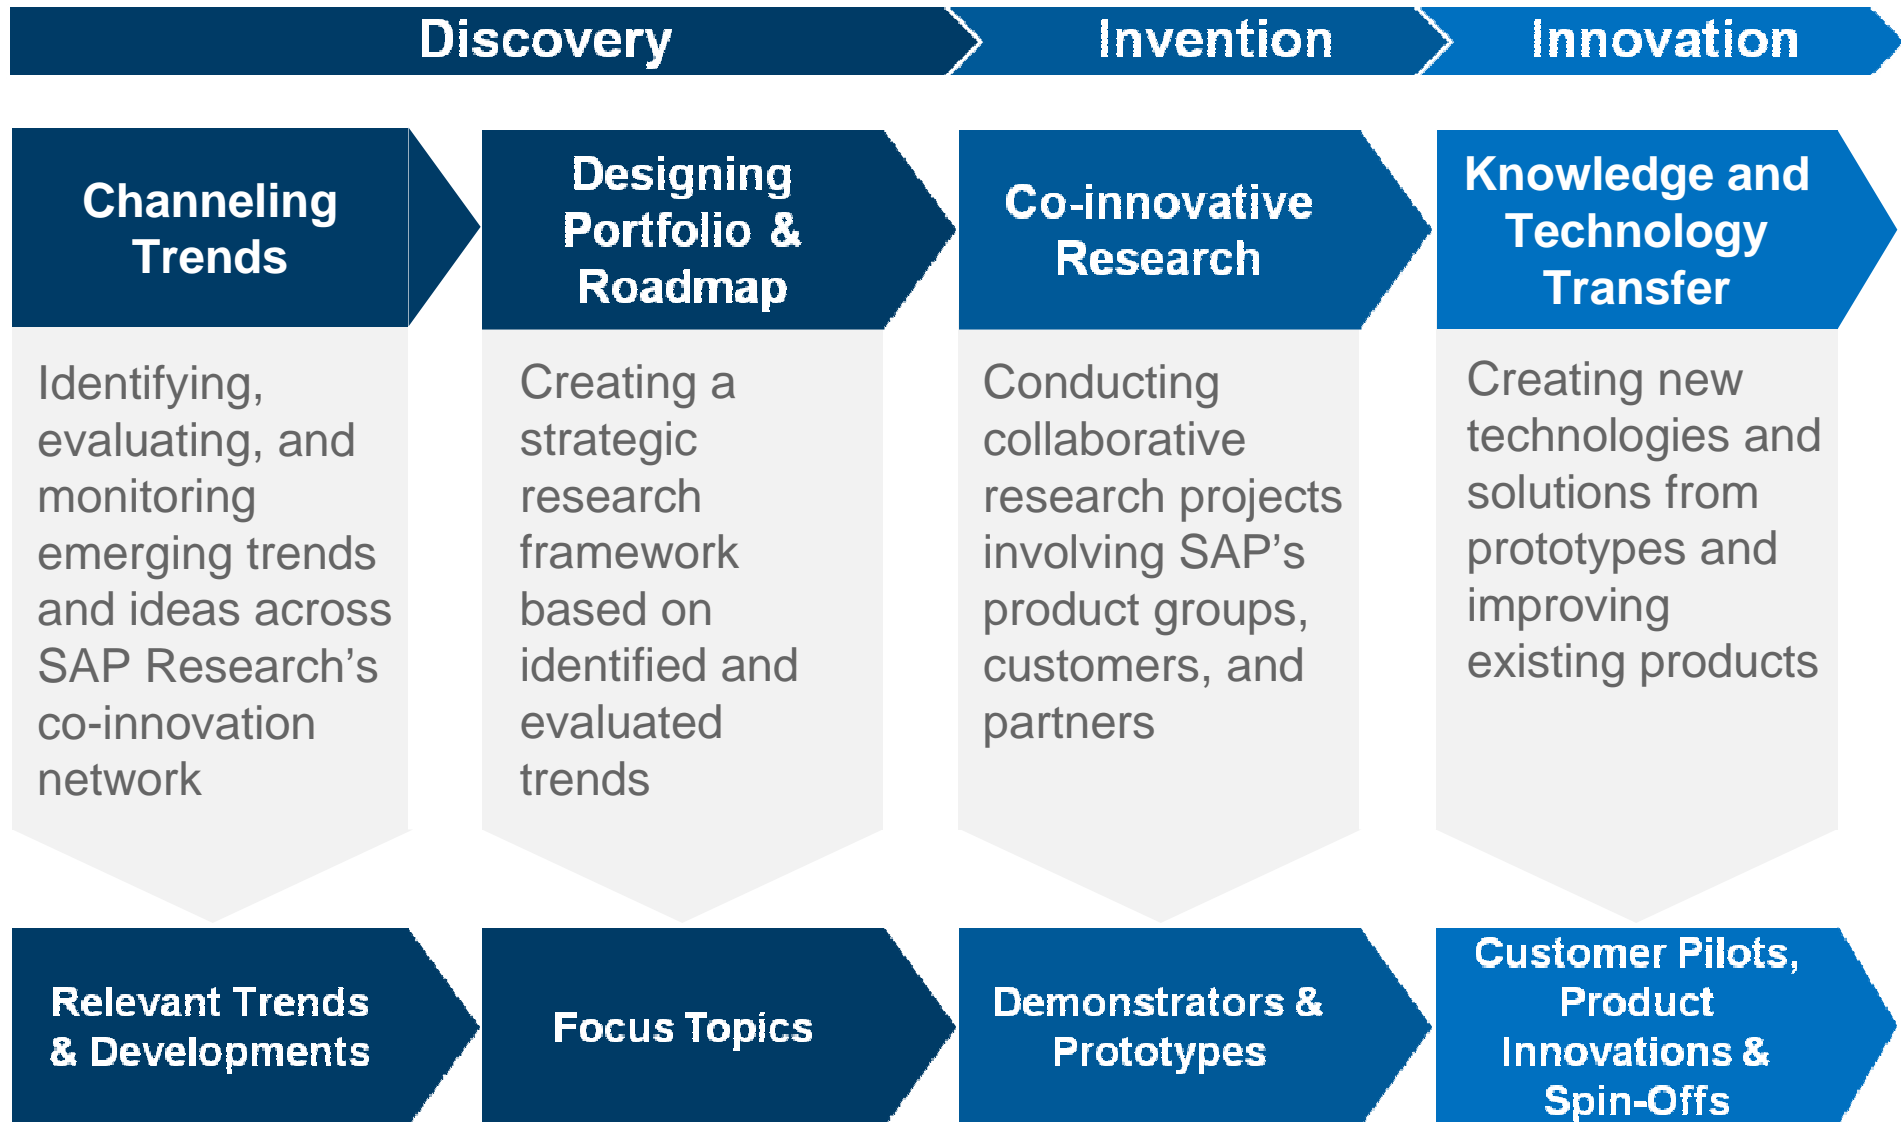 Discovery
Invention
Innovation
Channeling
Trends
Designing
Portfolio &
Roadmap
Co-innovative
Research
Knowledge and
Technology
Transfer
Identifying,
evaluating, and
monitoring
emerging trends
and ideas across
SAP Research’s
co-innovation
network
Creating a
strategic
research
framework
based on
identified and
evaluated
trends
Conducting
collaborative
research projects
involving SAP’s
product groups,
customers, and
partners
Creating new
technologies and
solutions from
prototypes and
improving
existing products
Relevant Trends
& Developments
Focus Topics
Demonstrators &
Prototypes
Customer Pilots,
Product
Innovations &
Spin-Offs